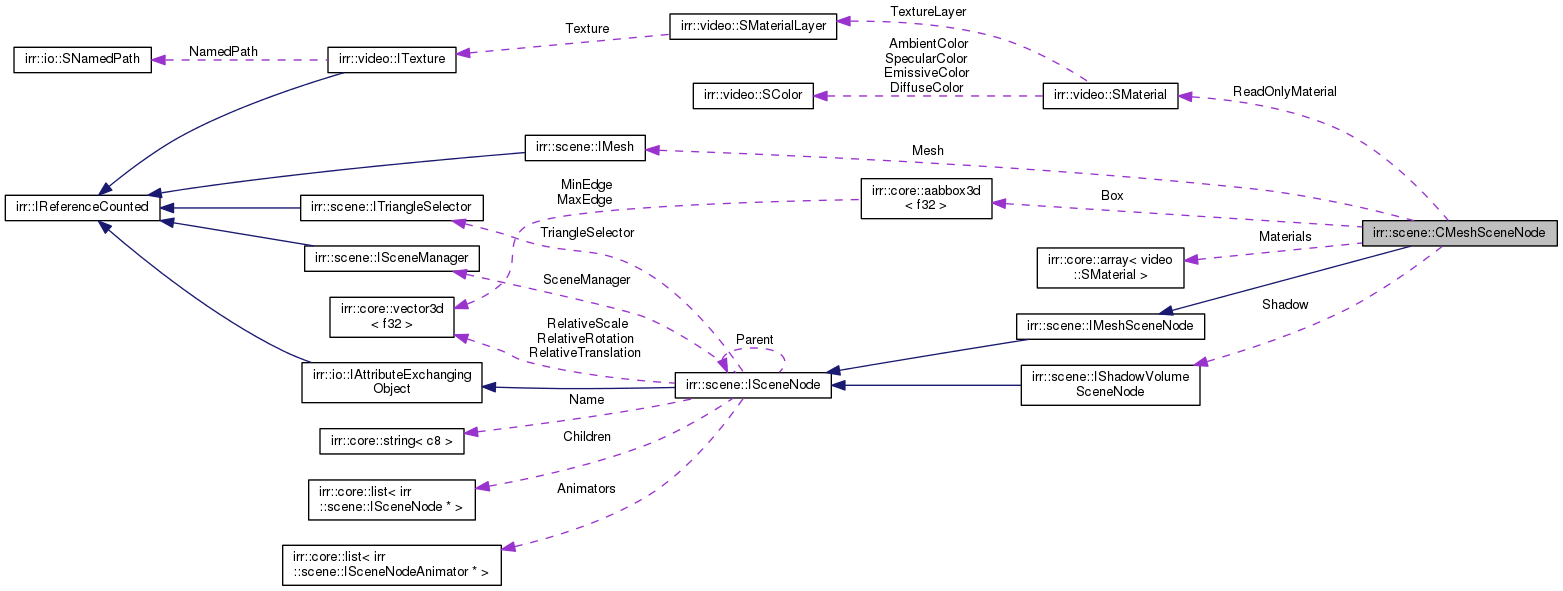 TextureLayer
irr::video::SMaterialLayer
Texture
NamedPath
irr::io::SNamedPath
irr::video::ITexture
AmbientColor
SpecularColor
EmissiveColor
DiffuseColor
irr::video::SColor
irr::video::SMaterial
ReadOnlyMaterial
irr::scene::IMesh
Mesh
irr::core::aabbox3d
< f32 >
Box
MinEdge
MaxEdge
irr::IReferenceCounted
irr::scene::ITriangleSelector
TriangleSelector
irr::scene::CMeshSceneNode
Materials
irr::scene::ISceneManager
SceneManager
irr::core::array< video
::SMaterial >
irr::core::vector3d
< f32 >
Shadow
RelativeScale
RelativeRotation
RelativeTranslation
Parent
irr::scene::IMeshSceneNode
irr::io::IAttributeExchanging
Object
irr::scene::ISceneNode
irr::scene::IShadowVolume
SceneNode
Name
irr::core::string< c8 >
Children
irr::core::list< irr
::scene::ISceneNode * >
Animators
irr::core::list< irr
::scene::ISceneNodeAnimator * >